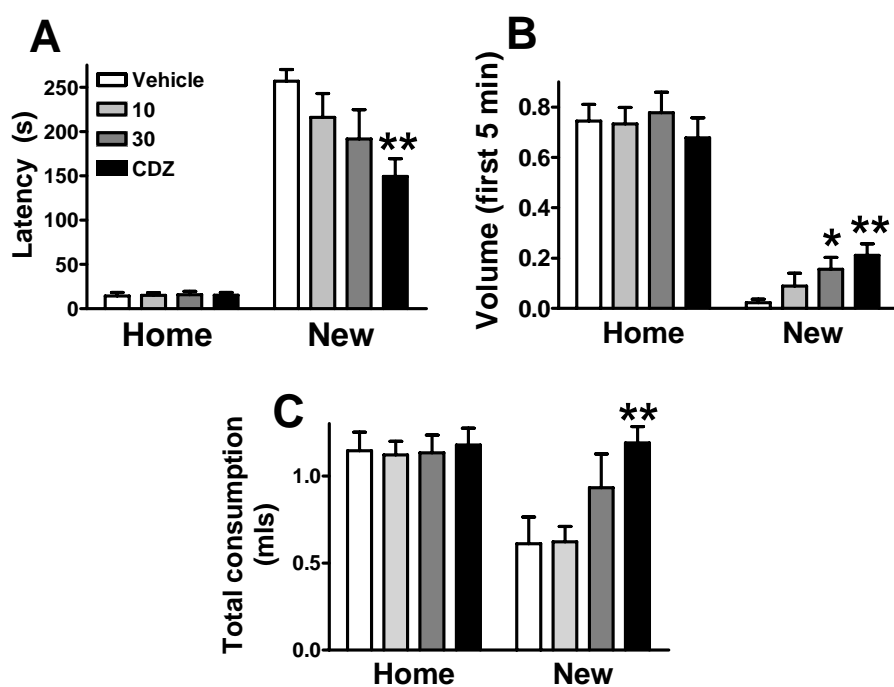 A
Latency (s)
250
200
150
100
50
0
Vehicle
10
30
CDZ
**
Home New
B
Volume (first 5 min)
0.8
0.6
0.4
0.2
0.0
* **
Home New
C
Total consumption
(mls)
1.0
0.5
0.0
**
Home New